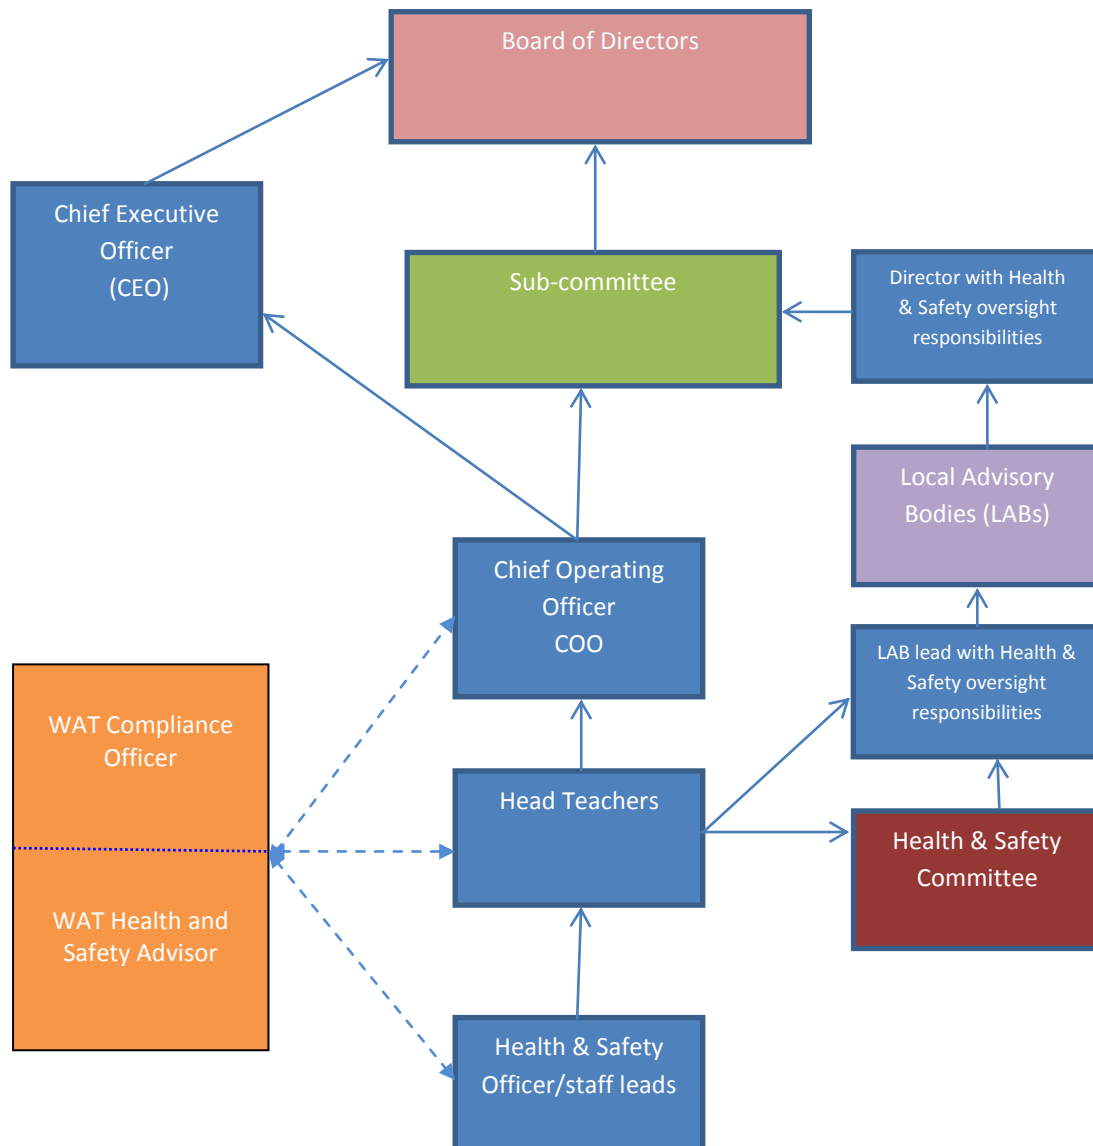 Board of Directors
Chief Executive
Officer
(CEO)
Sub-committee
Director with Health
& Safety oversight
responsibilities
Local Advisory
Bodies (LABs)
Chief Operating
Officer
COO
LAB lead with Health &
Safety oversight
responsibilities
WAT Compliance
Officer
Head Teachers
Health & Safety
Committee
WAT Health and
Safety Advisor
Health & Safety
Officer/staff leads